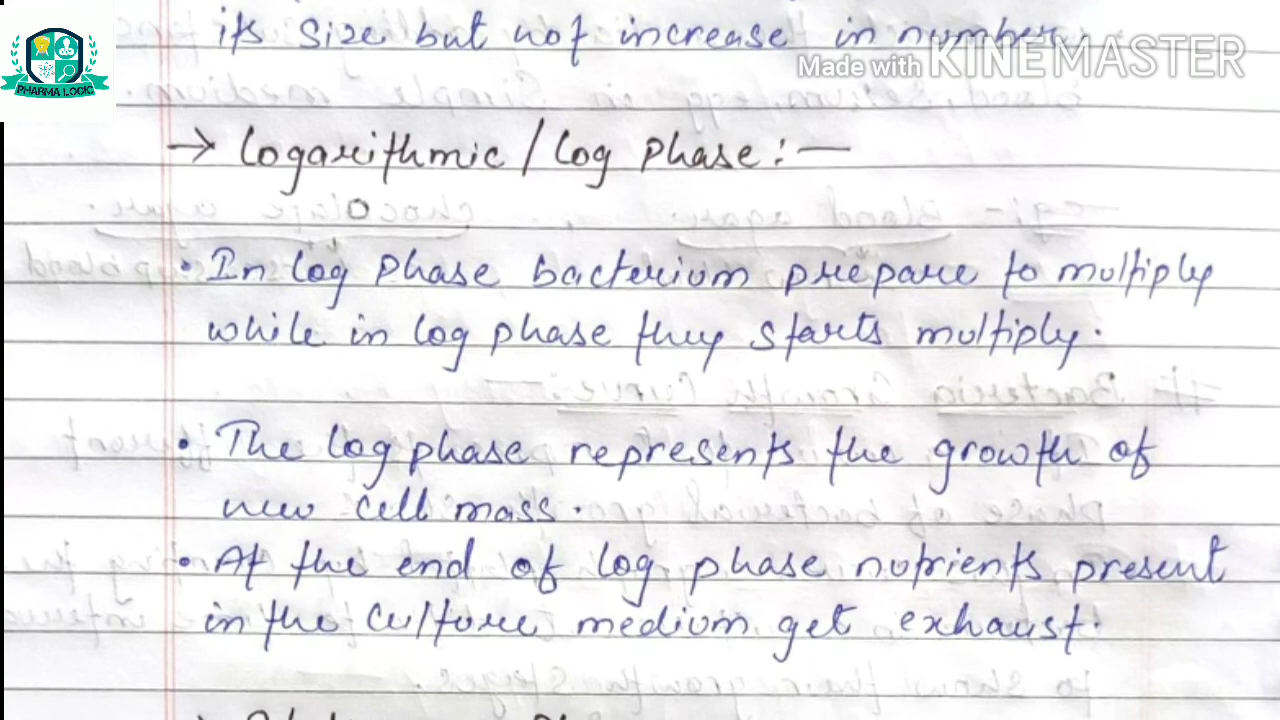 its size but not increase in number.
Made with KINEMASTER
PHARMA LOGIC
→ Logarithmic / Log Phase :—
• In log phase bacterium prepare to multiply
while in log phase they starts multiply.
• The log phase represents the growth of
new cell mass.
• At the end of log phase nutrients present
in the culture medium get exhaust.